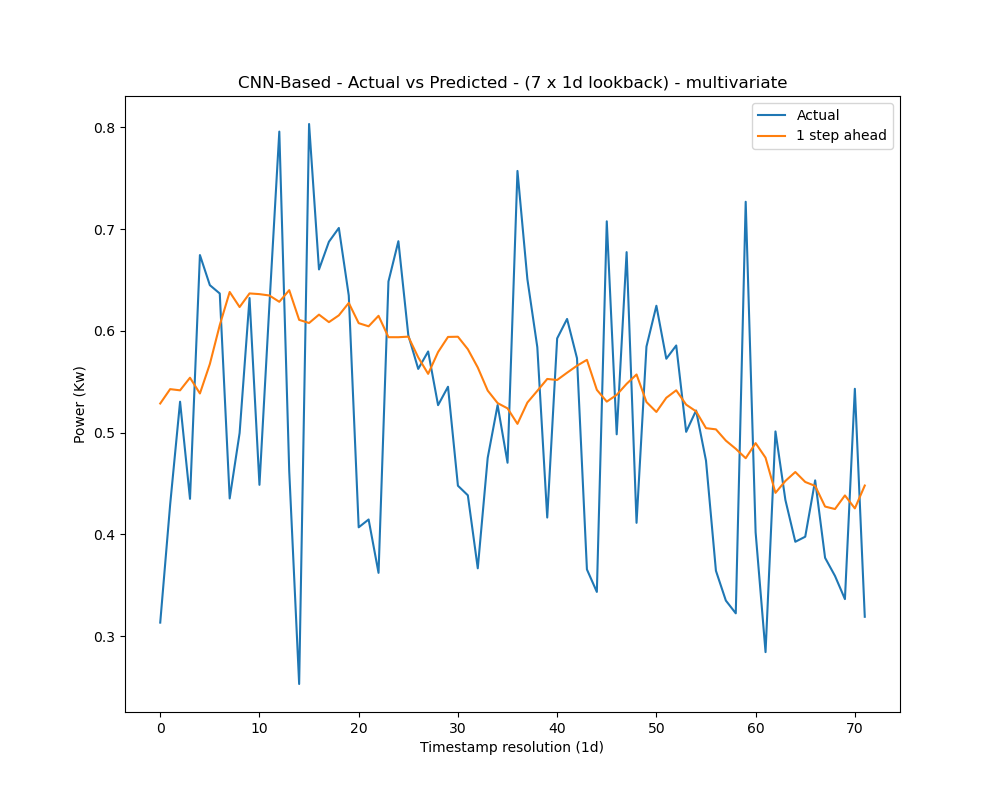 CNN-Based - Actual vs Predicted - (7 x 1d lookback) - multivariate
Actual
1 step ahead
Power (Kw)
0.8
0.7
0.6
0.5
0.4
0.3
0 10 20 30 40 50 60 70
Timestamp resolution (1d)